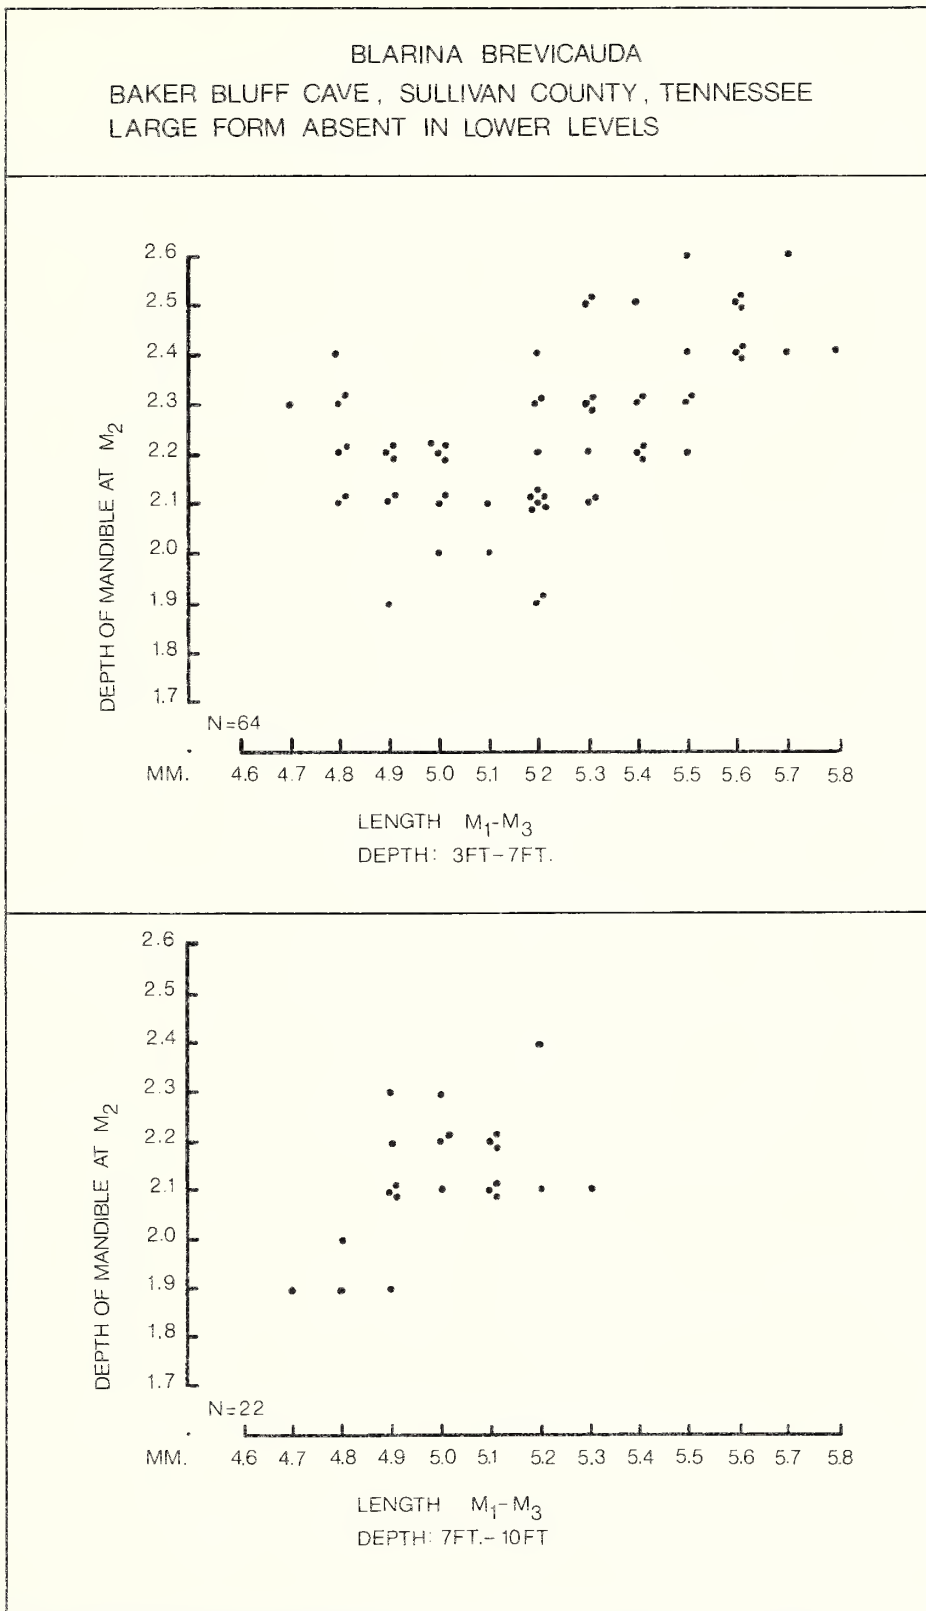 BLARINA BREVICAUDA
BAKER BLUFF CAVE, SULLIVAN COUNTY, TENNESSEE
LARGE FORM ABSENT IN LOWER LEVELS
DEPTH OF MANDIBLE AT M2
2.6
2.5
2.4
2.3
2.2
2.1
2.0
1.9
1.8
1.7
N=64
MM. 4.6 4.7 4.8 4.9 5.0 5.1 5.2 5.3 5.4 5.5 5.6 5.7 5.8
LENGTH M1-M3
DEPTH: 3FT-7FT.
DEPTH OF MANDIBLE AT M2
2.6
2.5
2.4
2.3
2.2
2.1
2.0
1.9
1.8
1.7
N=22
MM. 4.6 4.7 4.8 4.9 5.0 5.1 5.2 5.3 5.4 5.5 5.6 5.7 5.8
LENGTH M1-M3
DEPTH: 7FT.-10FT